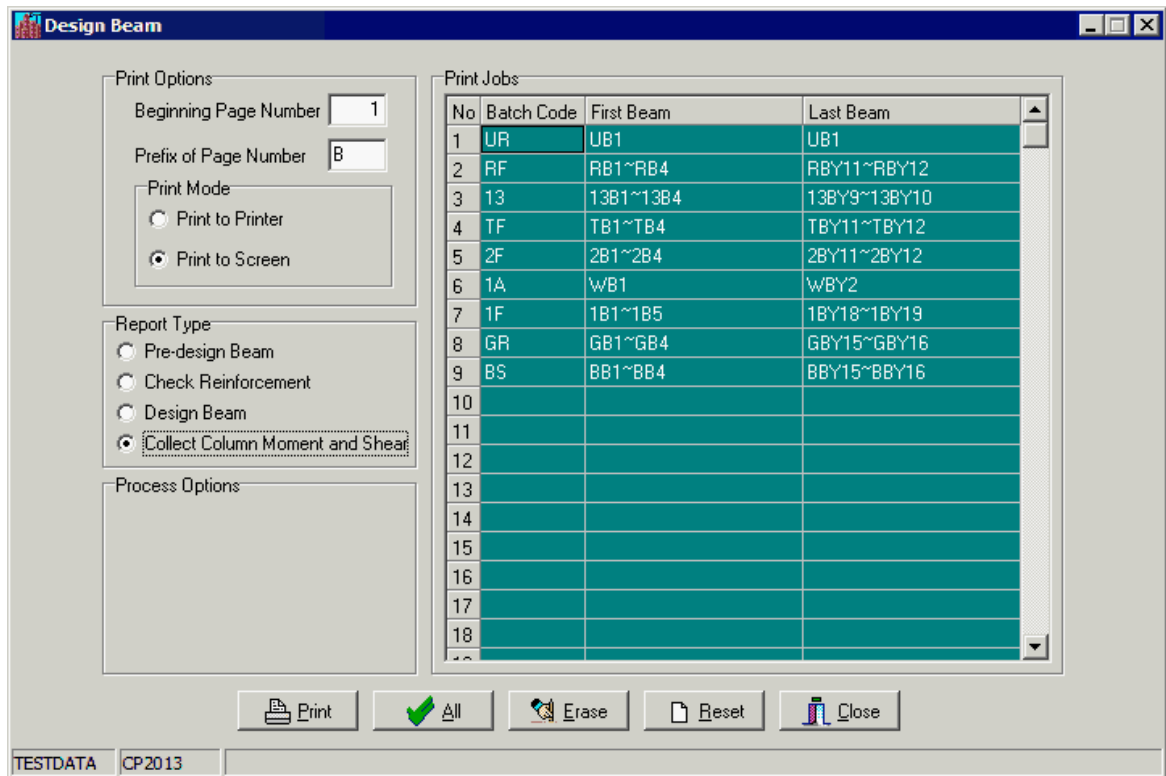 Design Beam
Print Options
Beginning Page Number 1
Prefix of Page Number B
Print Mode
Print to Printer
Print to Screen
Report Type
Pre-design Beam
Check Reinforcement
Design Beam
Collect Column Moment and Shear
Process Options
Print Jobs
No Batch Code First Beam Last Beam
1 UR UB1 UB1
2 RF RB1~RB4 RBY11~RBY12
3 13 13B1~13B4 13BY9~13BY10
4 TF TB1~TB4 TBY11~TBY12
5 2F 2B1~2B4 2BY11~2BY12
6 1A WB1 WBY2
7 1F 1B1~1B5 1BY18~1BY19
8 GR GB1~GB4 GBY15~GBY16
9 BS BB1~BB4 BBY15~BBY16
10
11
12
13
14
15
16
17
18
Print All Erase Reset Close
TESTDATA CP2013